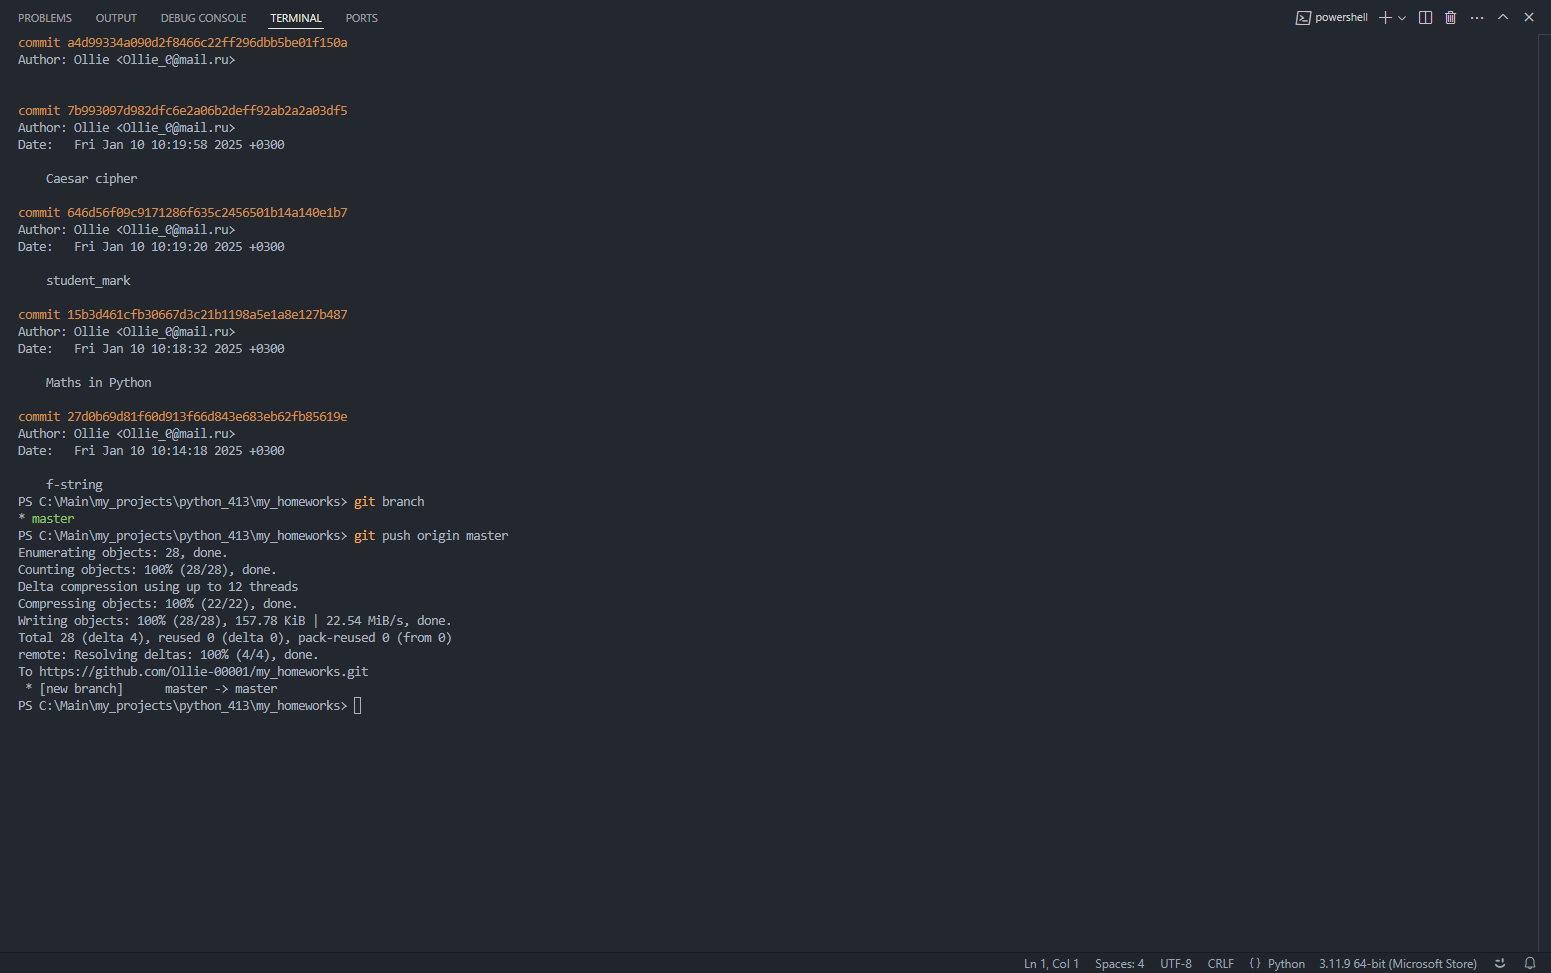 PROBLEMS OUTPUT DEBUG CONSOLE TERMINAL PORTS powershell
commit a4d99334a090d2f8466c22ff296dbb5be01f150a
Author: Ollie <Ollie_0@mail.ru>
commit 7b993097d982dfc6e2a06b2deff92ab2a2a03df5
Author: Ollie <Ollie_0@mail.ru>
Date:   Fri Jan 10 10:19:58 2025 +0300
Caesar cipher
commit 646d56f09c9171286f635c2456501b14a140e1b7
Author: Ollie <Ollie_0@mail.ru>
Date:   Fri Jan 10 10:19:20 2025 +0300
student_mark
commit 15b3d461cfb30667d3c21b1198a5e1a8e127b487
Author: Ollie <Ollie_0@mail.ru>
Date:   Fri Jan 10 10:18:32 2025 +0300
Maths in Python
commit 27d0b69d81f60d913f66d843e683eb62fb85619e
Author: Ollie <Ollie_0@mail.ru>
Date:   Fri Jan 10 10:14:18 2025 +0300
f-string
PS C:\Main\my_projects\python_413\my_homeworks> git branch
* master
PS C:\Main\my_projects\python_413\my_homeworks> git push origin master
Enumerating objects: 28, done.
Counting objects: 100% (28/28), done.
Delta compression using up to 12 threads
Compressing objects: 100% (22/22), done.
Writing objects: 100% (28/28), 157.78 KiB | 22.54 MiB/s, done.
Total 28 (delta 4), reused 0 (delta 0), pack-reused 0 (from 0)
remote: Resolving deltas: 100% (4/4), done.
To https://github.com/Ollie-00001/my_homeworks.git
* [new branch]      master -> master
PS C:\Main\my_projects\python_413\my_homeworks>
Ln 1, Col 1 Spaces: 4 UTF-8 CRLF {} Python 3.11.9 64-bit (Microsoft Store)